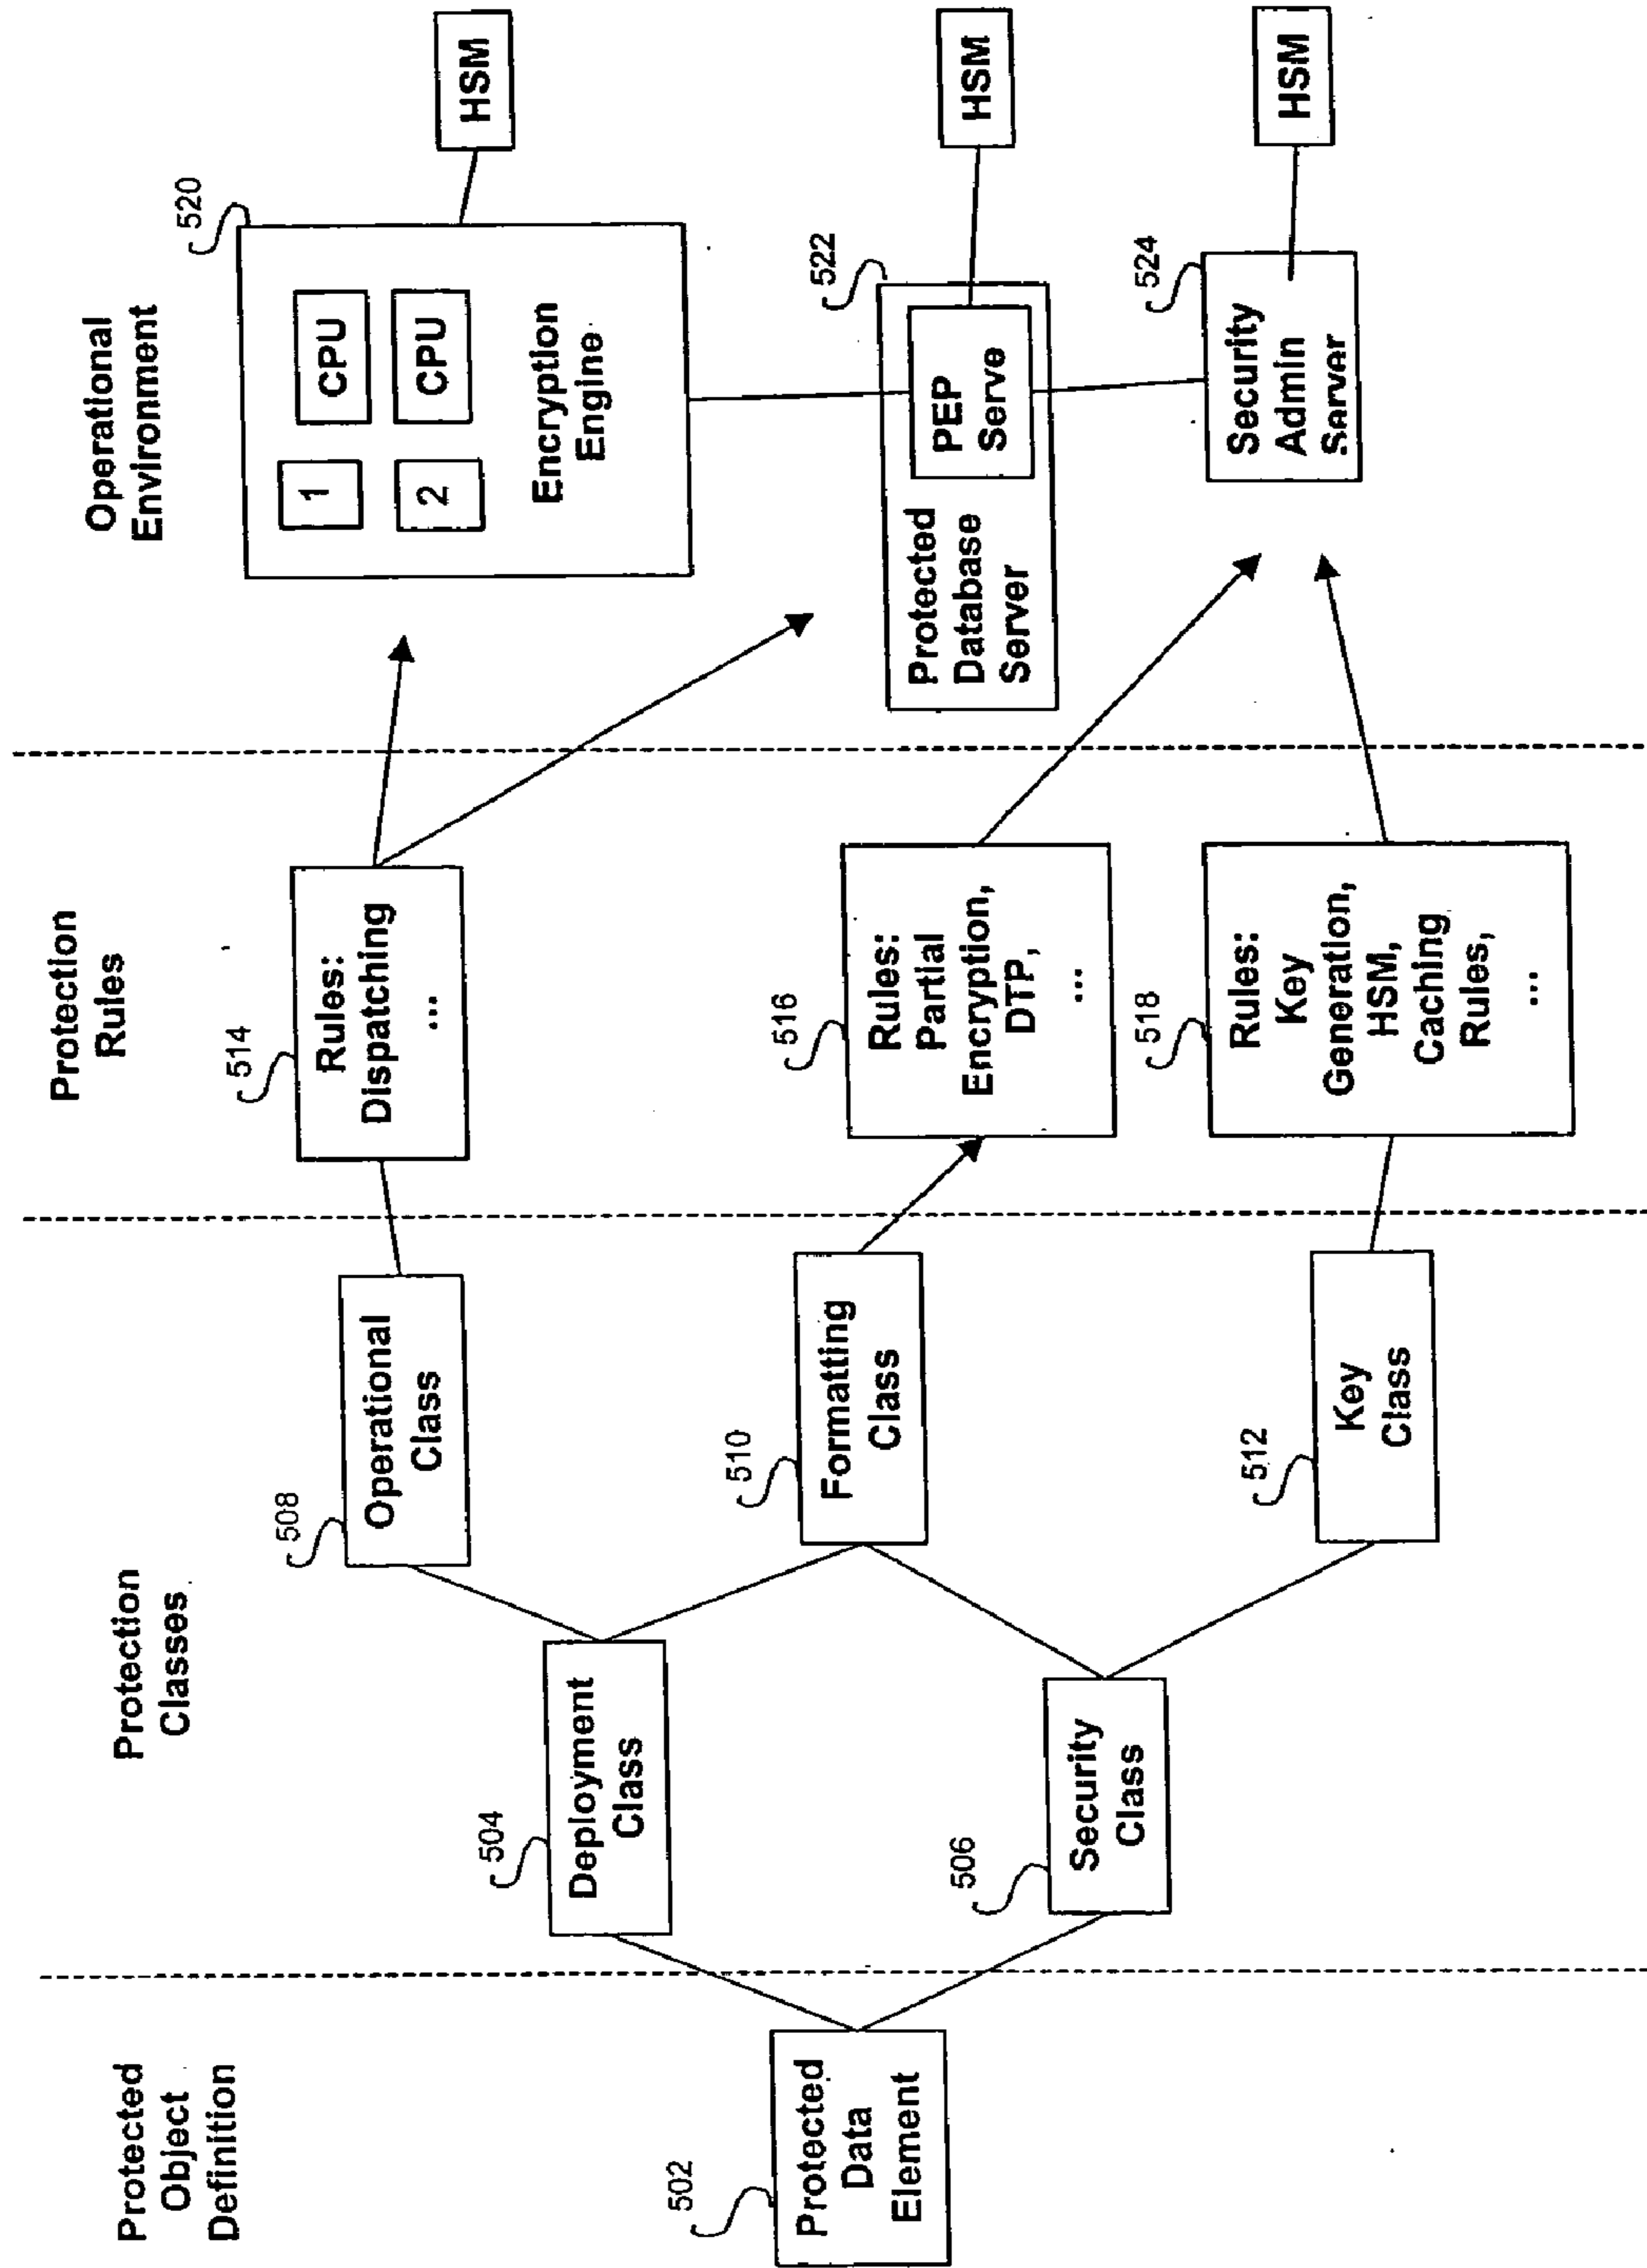 Protected
Object
Definition
Protection
Classes
Protection
Rules
Operational
Environment
502
Protected
Data
Element
504
Deployment
Class
506
Security
Class
508
Operational
Class
510
Formatting
Class
512
Key
Class
514
Rules:
Dispatching
...
516
Rules:
Partial
Encryption,
DTP,
...
518
Rules:
Key
Generation,
HSM,
Caching
Rules,
...
520
1
CPU
2
CPU
Encryption
Engine
HSM
522
Protected
Database
Server
PEP
Serve
HSM
524
Security
Admin
Server
HSM